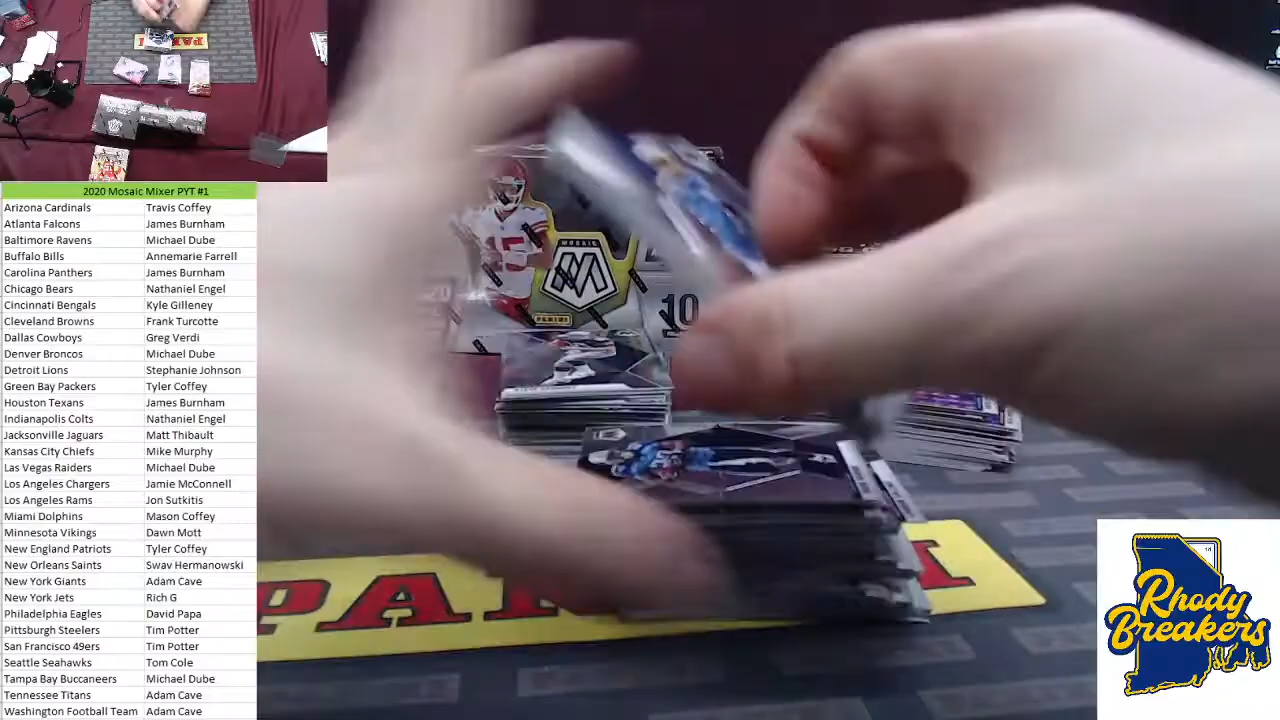 2020 Mosaic Mixer PYT #1
Arizona Cardinals Travis Coffey
Atlanta Falcons James Burnham
Baltimore Ravens Michael Dube
Buffalo Bills Annemarie Farrell
Carolina Panthers James Burnham
Chicago Bears Nathaniel Engel
Cincinnati Bengals Kyle Gilleney
Cleveland Browns Frank Turcotte
Dallas Cowboys Greg Verdi
Denver Broncos Michael Dube
Detroit Lions Stephanie Johnson
Green Bay Packers Tyler Coffey
Houston Texans James Burnham
Indianapolis Colts Nathaniel Engel
Jacksonville Jaguars Matt Thibault
Kansas City Chiefs Mike Murphy
Las Vegas Raiders Michael Dube
Los Angeles Chargers Jamie McConnell
Los Angeles Rams Jon Sutkitis
Miami Dolphins Mason Coffey
Minnesota Vikings Dawn Mott
New England Patriots Tyler Coffey
New Orleans Saints Swav Hermanowski
New York Giants Adam Cave
New York Jets Rich G
Philadelphia Eagles David Papa
Pittsburgh Steelers Tim Potter
San Francisco 49ers Tim Potter
Seattle Seahawks Tom Cole
Tampa Bay Buccaneers Michael Dube
Tennessee Titans Adam Cave
Washington Football Team Adam Cave
15
MOSAIC
M
PANINI
10
PANINI
Rhody
Breakers